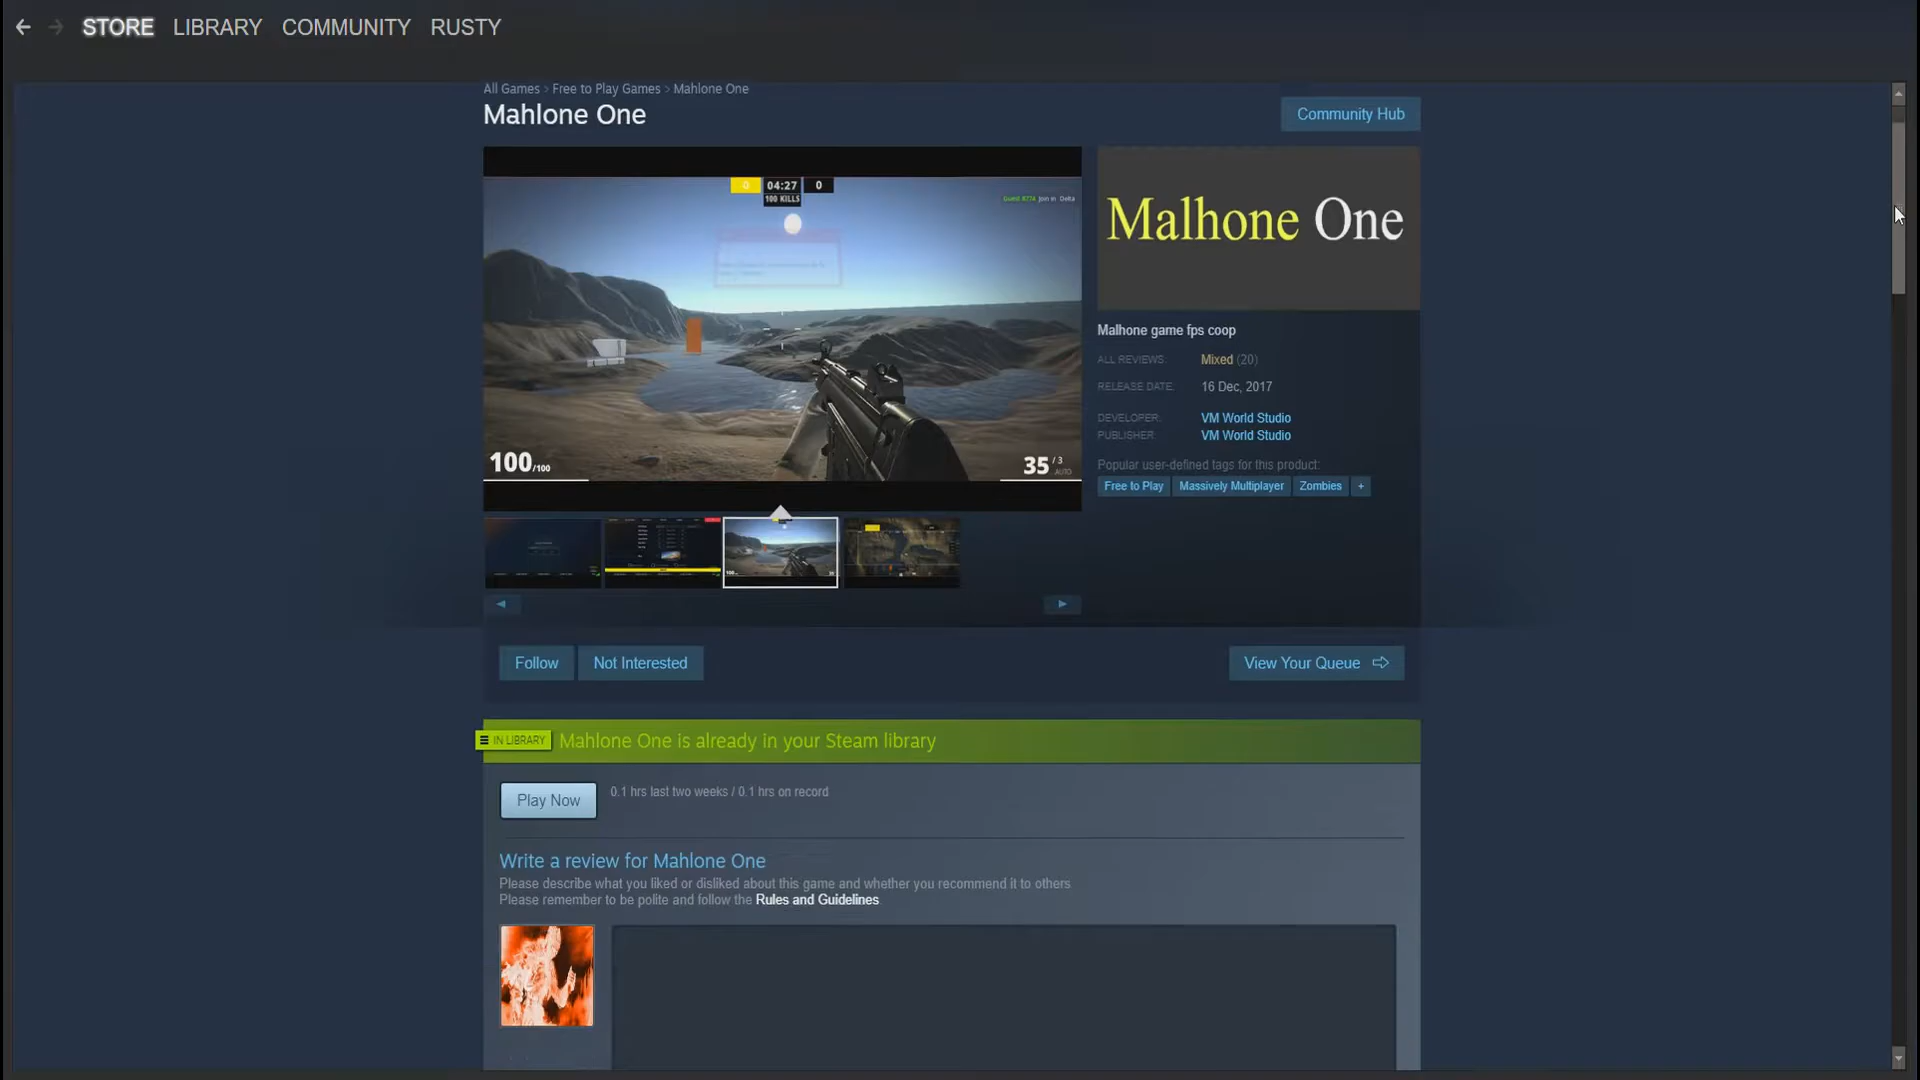 STORE LIBRARY COMMUNITY RUSTY
All Games > Free to Play Games > Mahlone One
Mahlone One
Community Hub
0 04:27 0
100 KILLS
Join in Delta
100/100
35/3
AUTO
Malhone One
Malhone game fps coop
ALL REVIEWS: Mixed (20)
RELEASE DATE: 16 Dec, 2017
DEVELOPER: VM World Studio
PUBLISHER: VM World Studio
Popular user-defined tags for this product:
Free to Play Massively Multiplayer Zombies +
Follow Not Interested View Your Queue
IN LIBRARY Mahlone One is already in your Steam library
Play Now 0.1 hrs last two weeks / 0.1 hrs on record
Write a review for Mahlone One
Please describe what you liked or disliked about this game and whether you recommend it to others
Please remember to be polite and follow the Rules and Guidelines